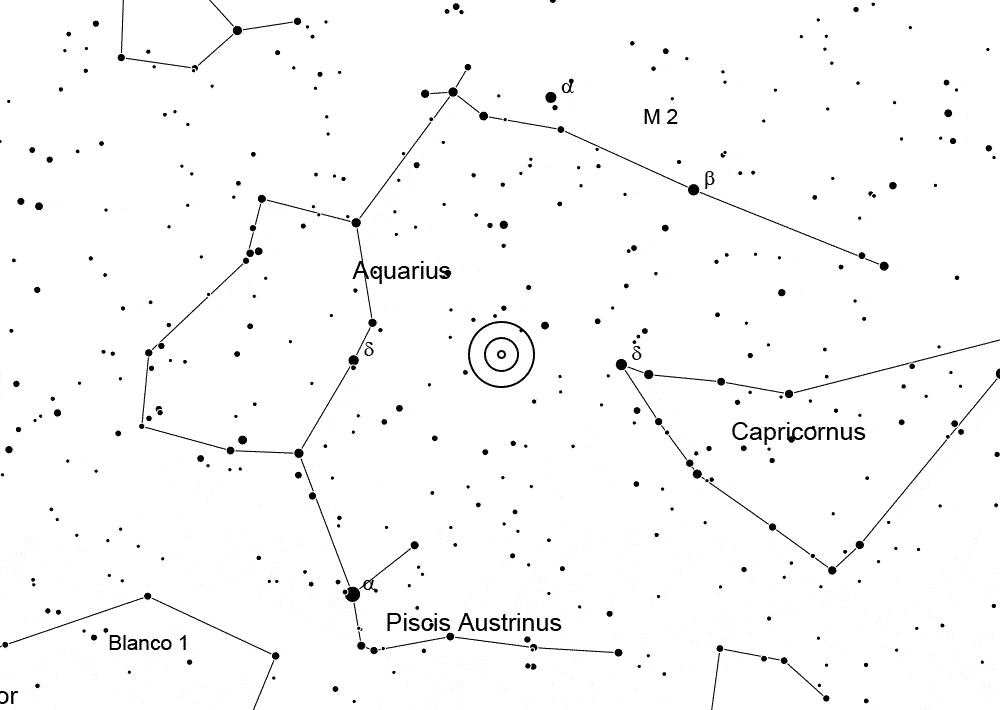 α
M 2
β
Aquarius
δ
δ
Capricornus
α
Piscis Austrinus
Blanco 1
or